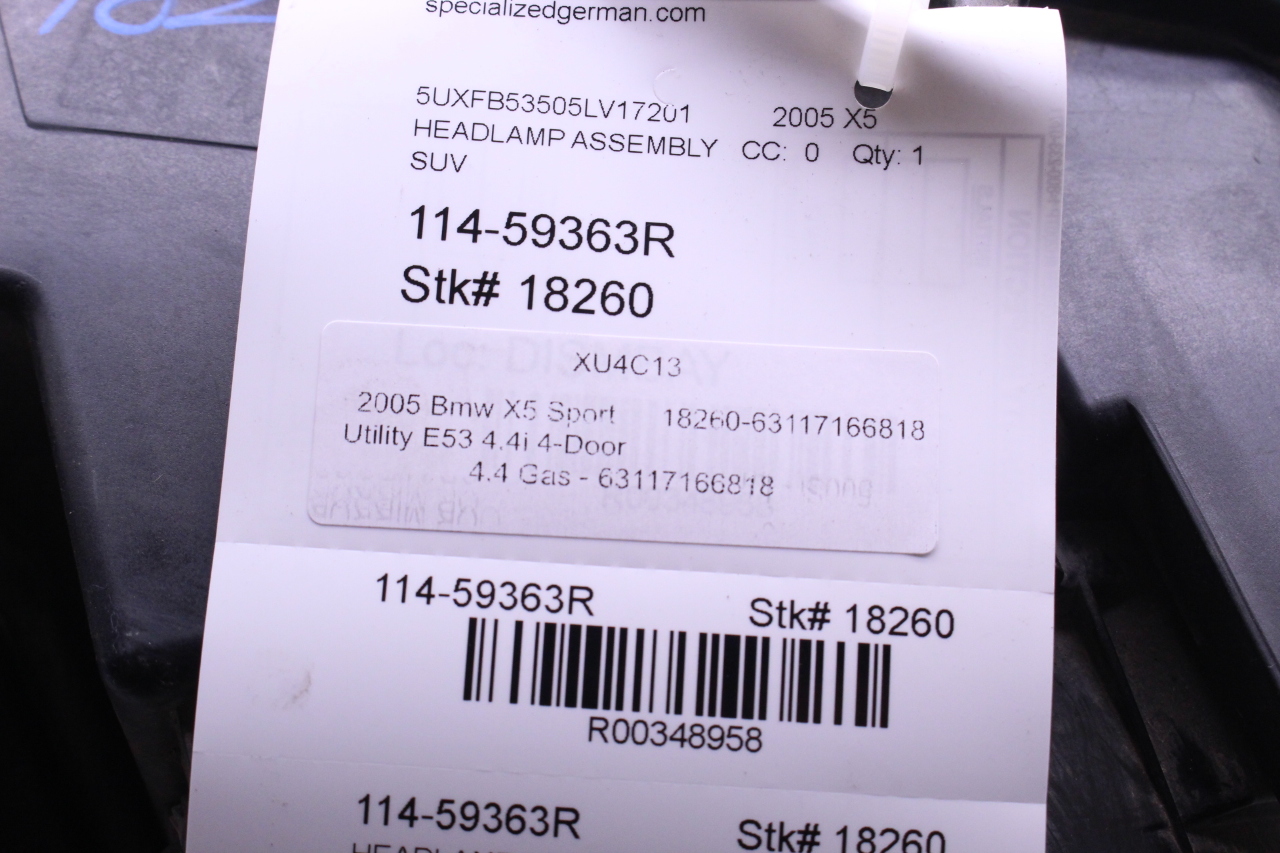 specializedgerman.com
5UXFB53505LV17201 2005 X5
HEADLAMP ASSEMBLY CC: 0 Qty: 1
SUV
114-59363R
Stk# 18260
XU4C13
2005 Bmw X5 Sport 18260-63117166818
Utility E53 4.4i 4-Door
4.4 Gas - 63117166818
114-59363R Stk# 18260
R00348958
114-59363R Stk# 18260